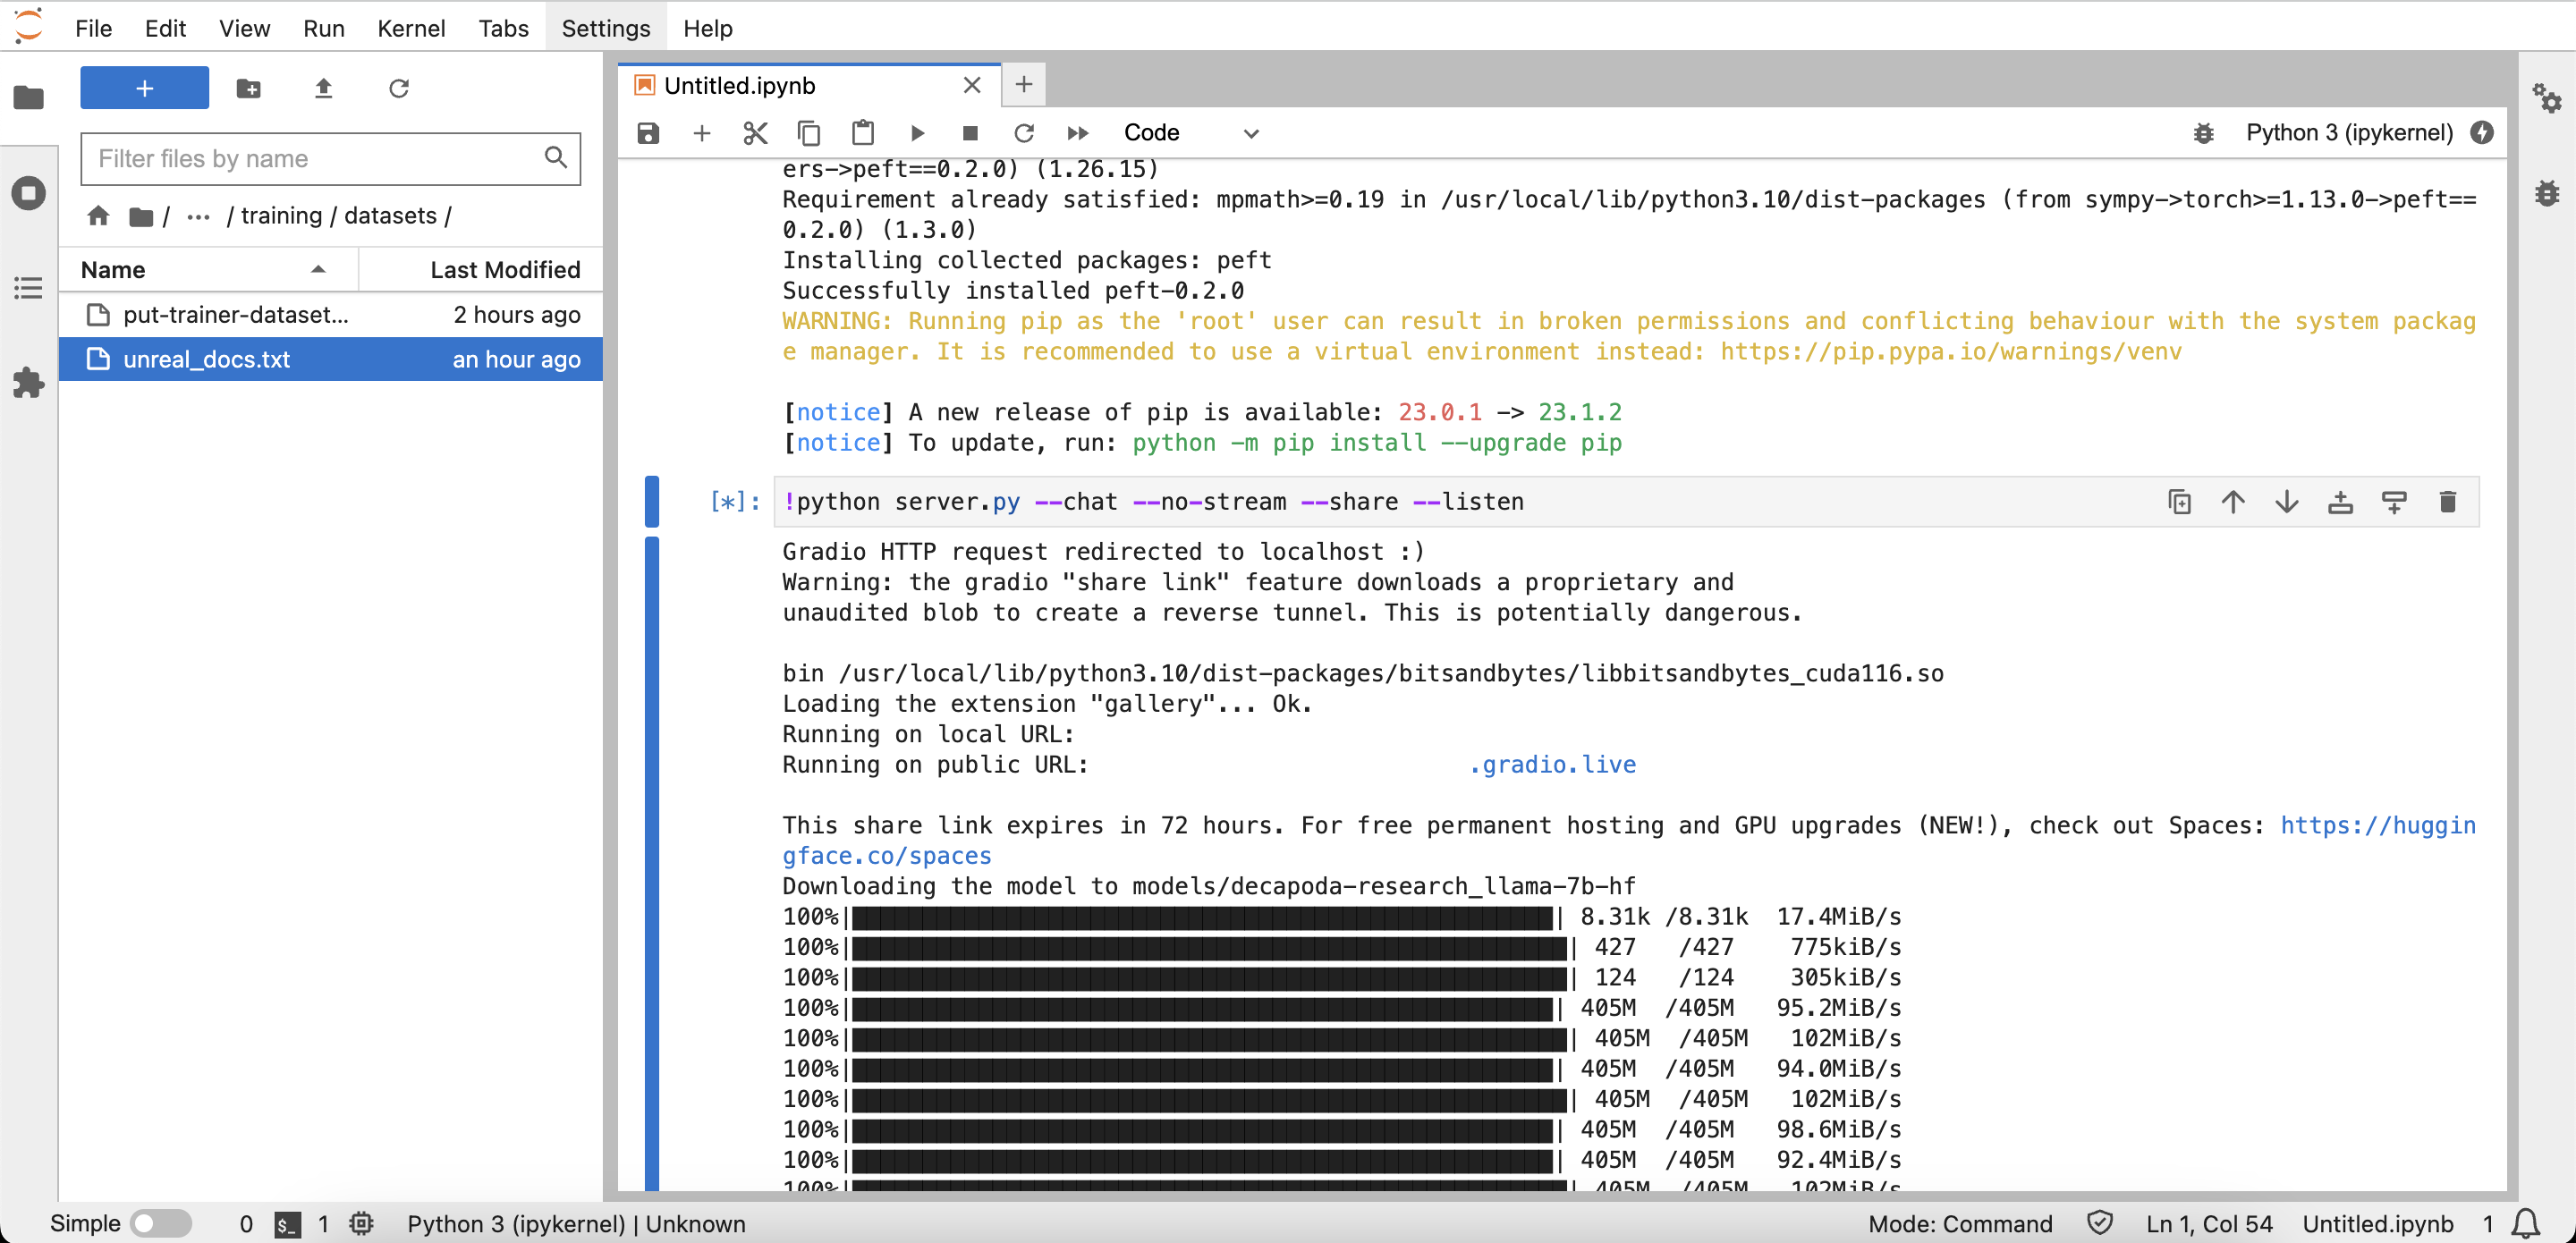 File Edit View Run Kernel Tabs Settings Help
+
Filter files by name
/ ... / training / datasets /
Name Last Modified
put-trainer-dataset... 2 hours ago
unreal_docs.txt an hour ago
Untitled.ipynb
Code
Python 3 (ipykernel)
ers->peft==0.2.0) (1.26.15)
Requirement already satisfied: mpmath>=0.19 in /usr/local/lib/python3.10/dist-packages (from sympy->torch>=1.13.0->peft==
0.2.0) (1.3.0)
Installing collected packages: peft
Successfully installed peft-0.2.0
WARNING: Running pip as the 'root' user can result in broken permissions and conflicting behaviour with the system packag
e manager. It is recommended to use a virtual environment instead: https://pip.pypa.io/warnings/venv
[notice] A new release of pip is available: 23.0.1 -> 23.1.2
[notice] To update, run: python -m pip install --upgrade pip
[*]: !python server.py --chat --no-stream --share --listen
Gradio HTTP request redirected to localhost :)
Warning: the gradio "share link" feature downloads a proprietary and
unaudited blob to create a reverse tunnel. This is potentially dangerous.
bin /usr/local/lib/python3.10/dist-packages/bitsandbytes/libbitsandbytes_cuda116.so
Loading the extension "gallery"... Ok.
Running on local URL:
Running on public URL: .gradio.live
This share link expires in 72 hours. For free permanent hosting and GPU upgrades (NEW!), check out Spaces: https://huggin
gface.co/spaces
Downloading the model to models/decapoda-research_llama-7b-hf
100%| | 8.31k /8.31k 17.4MiB/s
100%| | 427 /427 775kiB/s
100%| | 124 /124 305kiB/s
100%| | 405M /405M 95.2MiB/s
100%| | 405M /405M 102MiB/s
100%| | 405M /405M 94.0MiB/s
100%| | 405M /405M 102MiB/s
100%| | 405M /405M 98.6MiB/s
100%| | 405M /405M 92.4MiB/s
100%| | 405M /405M 102MiB/s
Simple 0 $_ 1 Python 3 (ipykernel) | Unknown Mode: Command Ln 1, Col 54 Untitled.ipynb 1